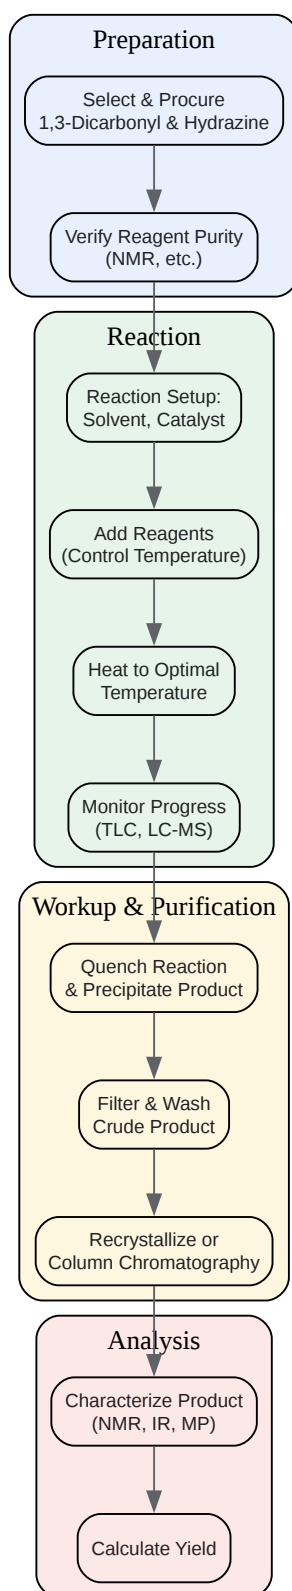 Preparation
Select & Procure
1,3-Dicarbonyl & Hydrazine
Verify Reagent Purity
(NMR, etc.)
Reaction
Reaction Setup:
Solvent, Catalyst
Add Reagents
(Control Temperature)
Heat to Optimal
Temperature
Monitor Progress
(TLC, LC-MS)
Workup & Purification
Quench Reaction
& Precipitate Product
Filter & Wash
Crude Product
Recrystallize or
Column Chromatography
Analysis
Characterize Product
(NMR, IR, MP)
Calculate Yield